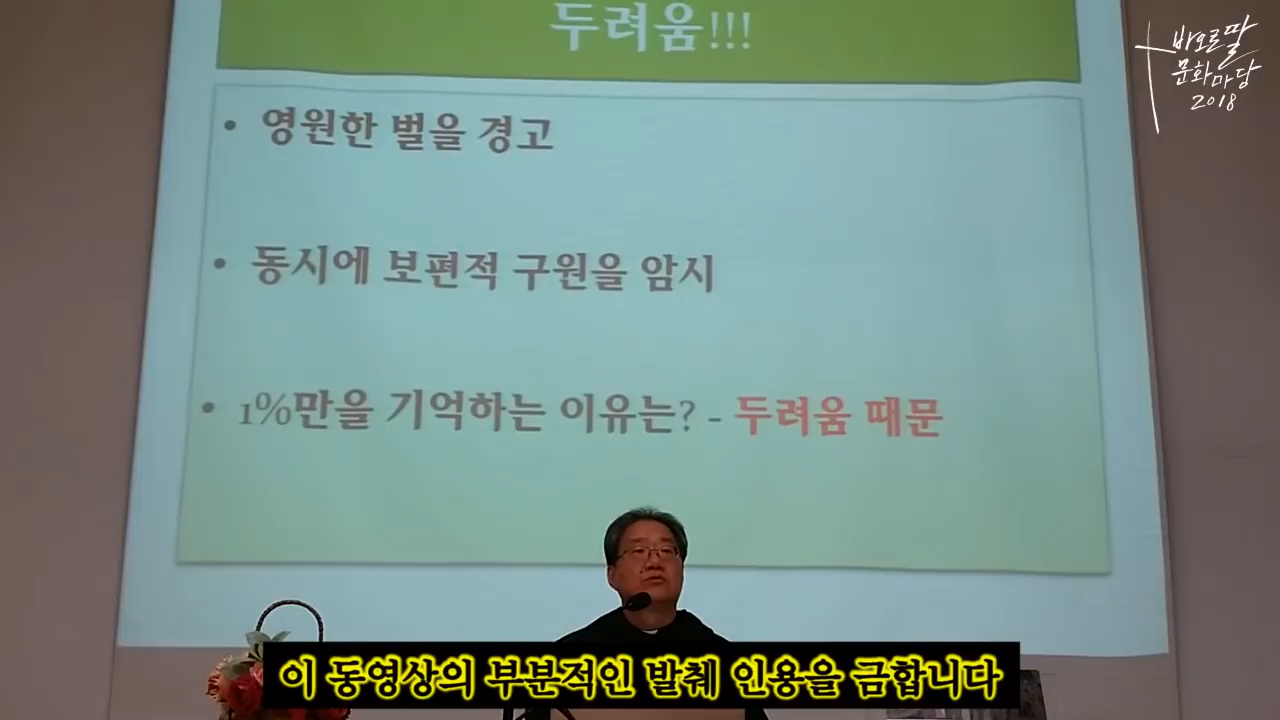 두려움!!!
바오로딸
문화마당
2018
• 영원한 벌을 경고
• 동시에 보편적 구원을 암시
• 1%만을 기억하는 이유는? - 두려움 때문
이 동영상의 부분적인 발췌 인용을 금합니다